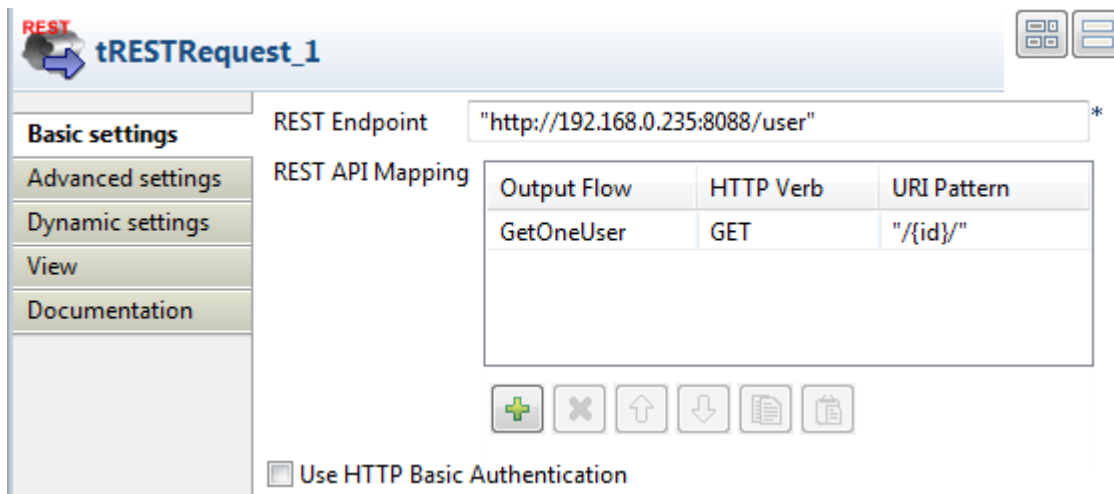 REST
tRESTRequest_1
Basic settings
Advanced settings
Dynamic settings
View
Documentation
REST Endpoint "http://192.168.0.235:8088/user" *
REST API Mapping
Output Flow HTTP Verb URI Pattern
GetOneUser GET "/{id}/"
Use HTTP Basic Authentication